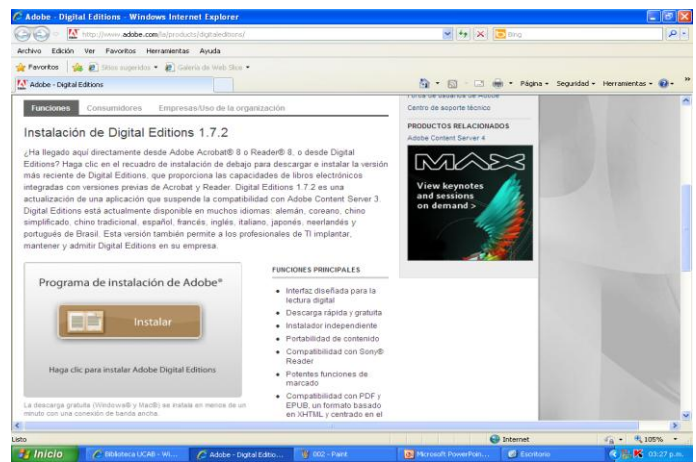 Adobe - Digital Editions - Windows Internet Explorer
http://www.adobe.com/la/products/digitaleditions/
Bing
Archivo Edición Ver Favoritos Herramientas Ayuda
Favoritos Sitios sugeridos Galería de Web Slice
Adobe - Digital Editions
Página Seguridad Herramientas
Funciones Consumidores Empresas/Uso de la organización
Instalación de Digital Editions 1.7.2
¿Ha llegado aquí directamente desde Adobe Acrobat® 8 o
Reader® 8, o desde Digital
Editions? Haga clic en el recuadro de instalación de debajo
para descargar e instalar la versión
más reciente de Digital Editions, que proporciona las capacidades
de libros electrónicos
integradas con versiones previas de Acrobat y Reader. Digital
Editions 1.7.2 es una
actualización de una aplicación que suspende la compatibilidad
con Adobe Content Server 3.
Digital Editions está actualmente disponible en muchos idiomas:
alemán, coreano, chino
simplificado, chino tradicional, español, francés, inglés, italiano,
japonés, neerlandés y
portugués de Brasil. Esta versión también permite a los
profesionales de TI implantar,
mantener y admitir Digital Editions en su empresa.
Programa de instalación de Adobe®
Instalar
Haga clic para instalar Adobe Digital Editions
La descarga gratuita (Windows® y Mac®) se instala en menos de un
minuto con una conexión de banda ancha.
FUNCIONES PRINCIPALES
Interfaz diseñada para la
lectura digital
Descarga rápida y gratuita
Instalador independiente
Portabilidad de contenido
Compatibilidad con Sony®
Reader
Potentes funciones de
marcado
Compatibilidad con PDF y
EPUB, un formato basado
en XHTML y centrado en el
Centro de soporte técnico
PRODUCTOS RELACIONADOS
Adobe Content Server 4
MAX
View keynotes
and sessions
on demand >
Listo Internet 105%
Inicio Biblioteca UCAB - Wi... Adobe - Digital Editio... 002 - Paint Microsoft PowerPoin... Escritorio 03:27 p.m.